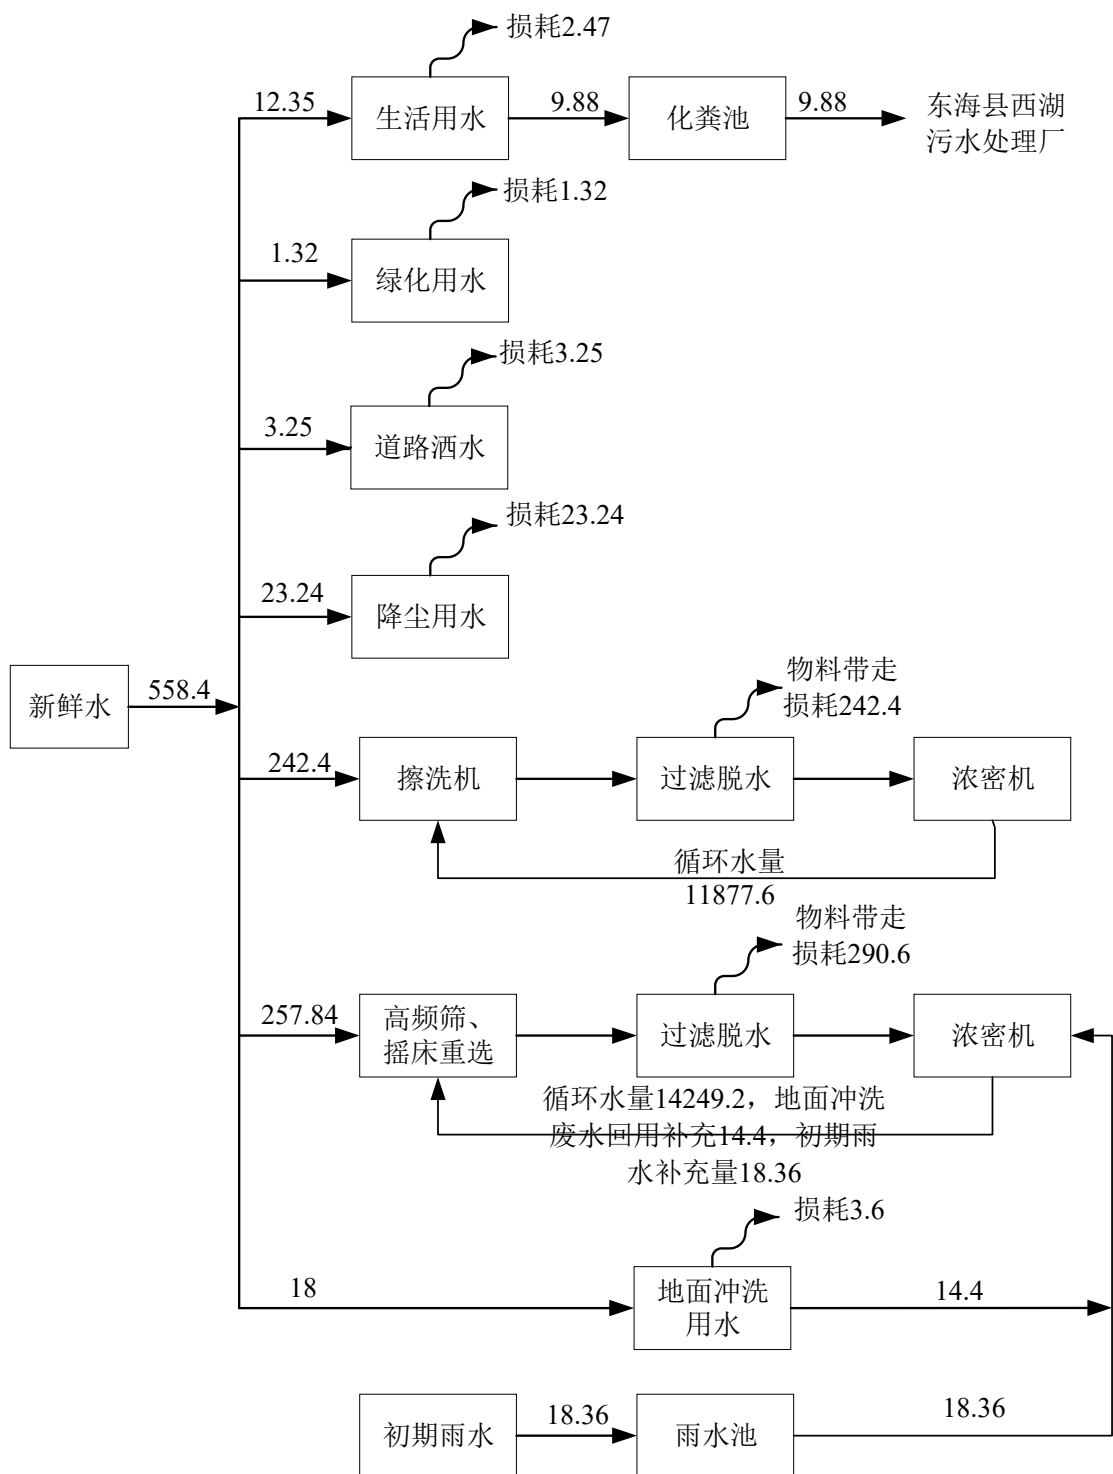 损耗2.47
12.35
生活用水
9.88
化粪池
9.88
东海县西湖
污水处理厂
损耗1.32
1.32
绿化用水
损耗3.25
3.25
道路洒水
损耗23.24
23.24
降尘用水
新鲜水
558.4
物料带走
损耗242.4
242.4
擦洗机
过滤脱水
浓密机
循环水量
11877.6
物料带走
损耗290.6
257.84
高频筛、
摇床重选
过滤脱水
浓密机
循环水量14249.2，地面冲洗
废水回用补充14.4，初期雨
水补充量18.36
损耗3.6
18
地面冲洗
用水
14.4
初期雨水
18.36
雨水池
18.36